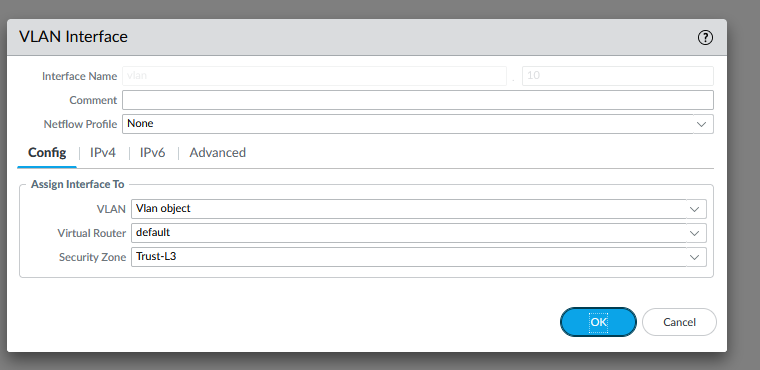 VLAN Interface ?
Interface Name vlan . 10
Comment
Netflow Profile None
Config IPv4 IPv6 Advanced
Assign Interface To
VLAN Vlan object
Virtual Router default
Security Zone Trust-L3
OK Cancel